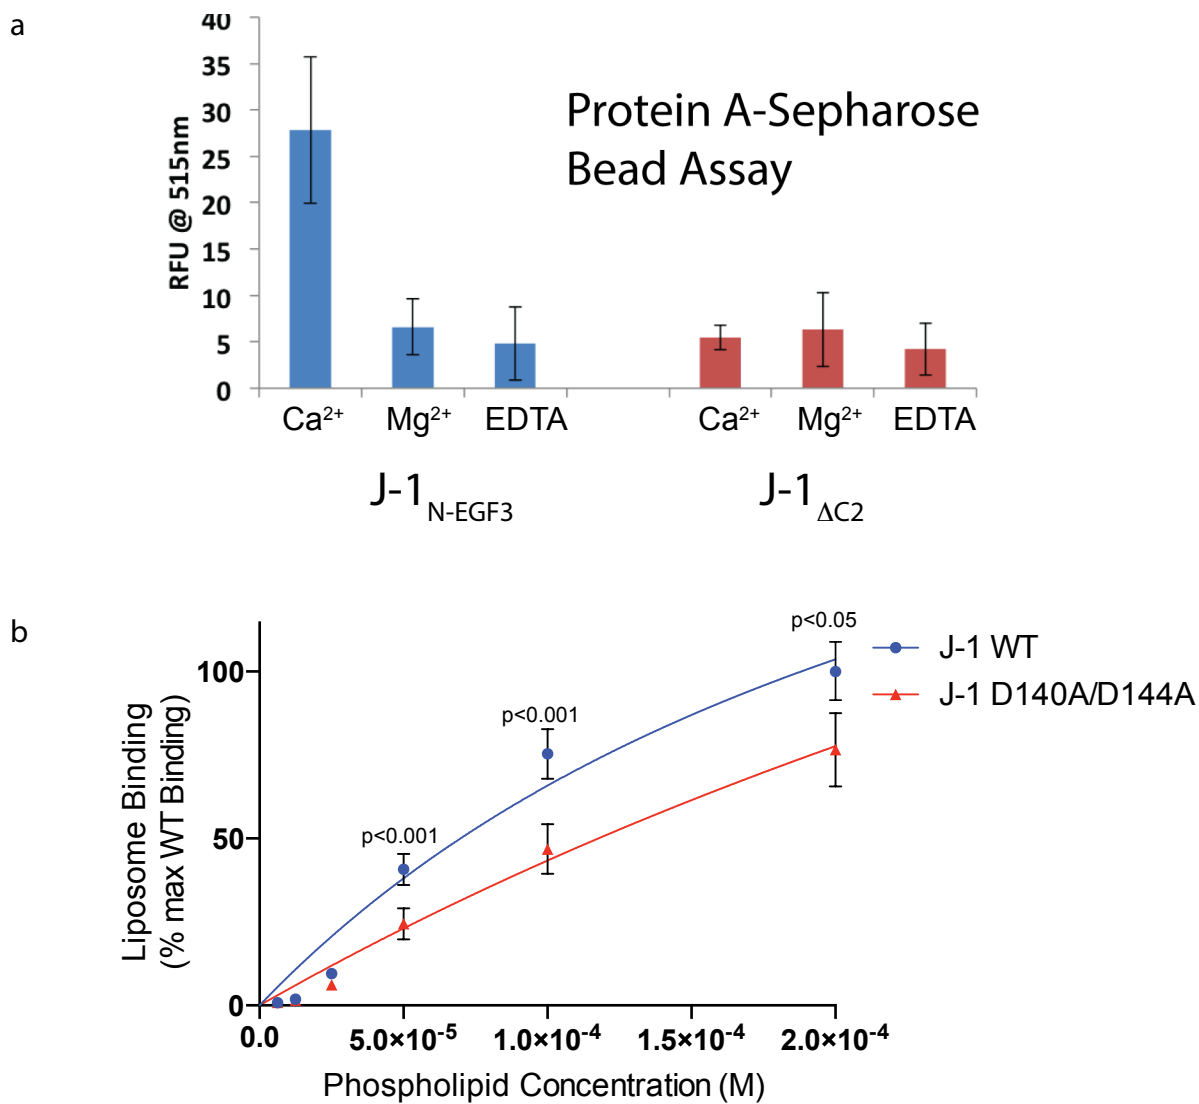 a
40
35
30
25
20
15
10
5
0
RFU @ 515nm
Protein A-Sepharose
Bead Assay
Ca²⁺ Mg²⁺ EDTA Ca²⁺ Mg²⁺ EDTA
J-1N-EGF3 J-1ΔC2
b
p<0.05
p<0.001
p<0.001
J-1 WT
J-1 D140A/D144A
100
50
0
Liposome Binding
(% max WT Binding)
0.0 5.0×10⁻⁵ 1.0×10⁻⁴ 1.5×10⁻⁴ 2.0×10⁻⁴
Phospholipid Concentration (M)